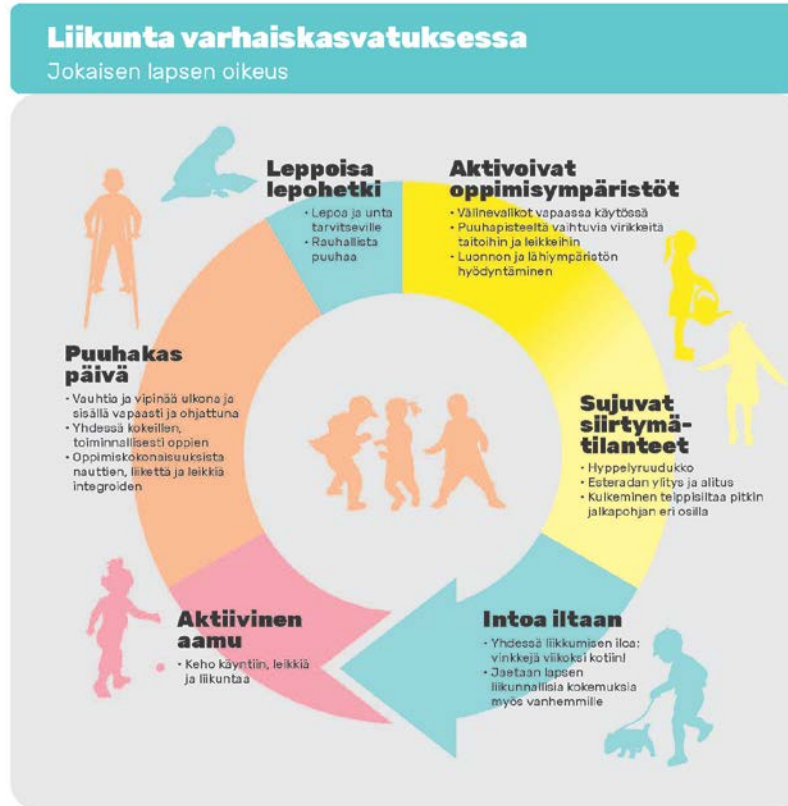 Liikunta varhaiskasvatuksessa
Jokaisen lapsen oikeus
Leppoisa
lepohetki
• Lepoa ja unta
tarvitseville
• Rauhallista
puuhaa
Aktivoivat
oppimisympäristöt
• Välinevalikot vapaassa käytössä
• Puuhapisteeltä vaihtuvia virikkeitä
taitoihin ja leikkeihin
• Luonnon ja lähiympäristön
hyödyntäminen
Sujuvat
siirtymä-
tilanteet
• Hyppelyruudukko
• Esteradan ylitys ja alitus
• Kulkeminen teippisiltaa pitkin
jalkapohjan eri osilla
Intoa iltaan
• Yhdessä liikkumisen iloa:
vinkkejä viikoksi kotiin!
• Jaetaan lapsen
liikunnallisia kokemuksia
myös vanhemmille
Aktiivinen
aamu
• Keho käyntiin, leikkiä
ja liikuntaa
Puuhakas
päivä
• Vauhtia ja vipinää ulkona ja
sisällä vapaasti ja ohjattuna
• Yhdessä kokeillen,
toiminnallisesti oppien
• Oppimiskokonaisuuksista
nauttien, liikettä ja leikkiä
integroiden